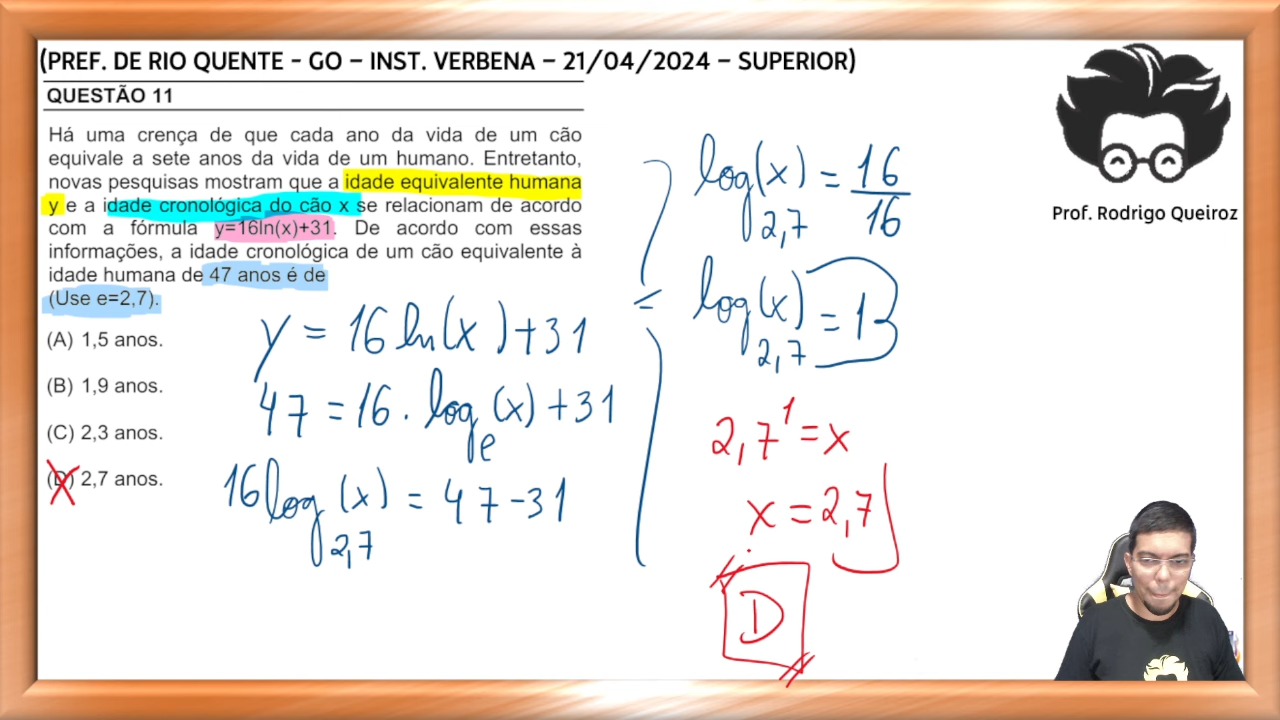 (PREF. DE RIO QUENTE - GO – INST. VERBENA – 21/04/2024 – SUPERIOR)
QUESTÃO 11
Há uma crença de que cada ano da vida de um cão
equivale a sete anos da vida de um humano. Entretanto,
novas pesquisas mostram que a idade equivalente humana
y e a idade cronológica do cão x se relacionam de acordo
com a fórmula y=16ln(x)+31. De acordo com essas
informações, a idade cronológica de um cão equivalente à
idade humana de 47 anos é de
(Use e=2,7).
(A) 1,5 anos.
(B) 1,9 anos.
(C) 2,3 anos.
(D) 2,7 anos.
y = 16 ln(x) + 31
47 = 16 . log e (x) + 31
16 log 2,7 (x) = 47 - 31
log 2,7 (x) = 16/16
log 2,7 (x) = 1
2,7¹ = x
x = 2,7
D
Prof. Rodrigo Queiroz